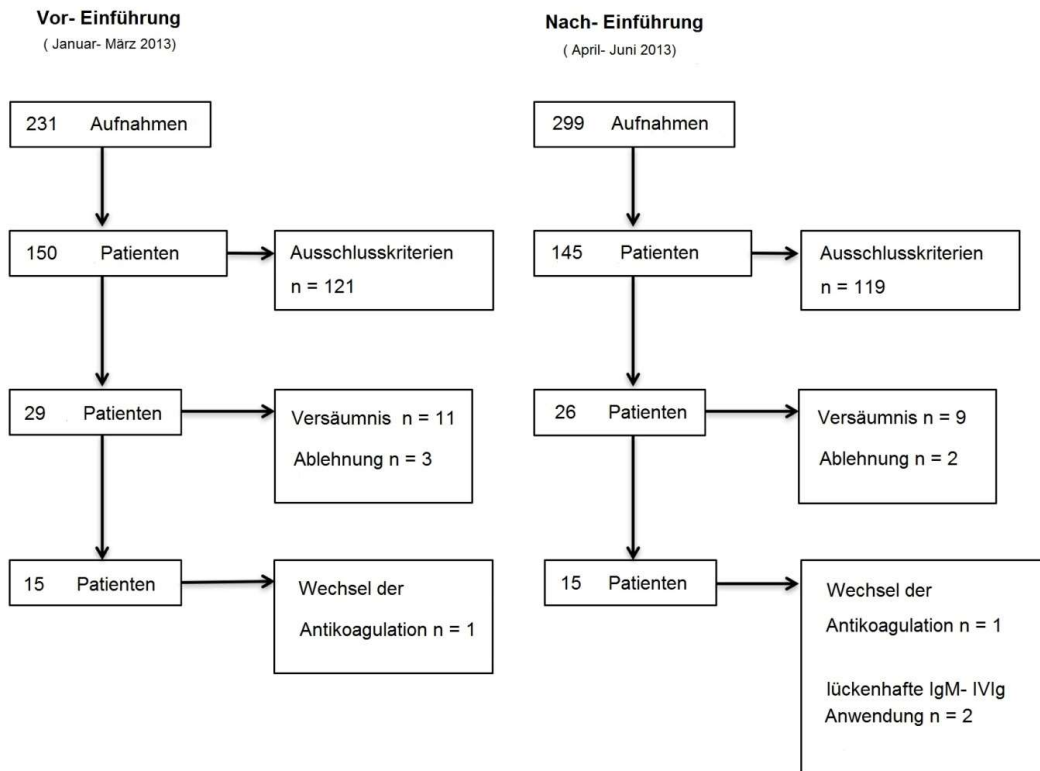 Vor- Einführung
( Januar- März 2013)
231 Aufnahmen
150 Patienten
Ausschlusskriterien
n = 121
29 Patienten
Versäumnis n = 11
Ablehnung n = 3
15 Patienten
Wechsel der
Antikoagulation n = 1
Nach- Einführung
( April- Juni 2013)
299 Aufnahmen
145 Patienten
Ausschlusskriterien
n = 119
26 Patienten
Versäumnis n = 9
Ablehnung n = 2
15 Patienten
Wechsel der
Antikoagulation n = 1
lückenhafte IgM- IVIg
Anwendung n = 2